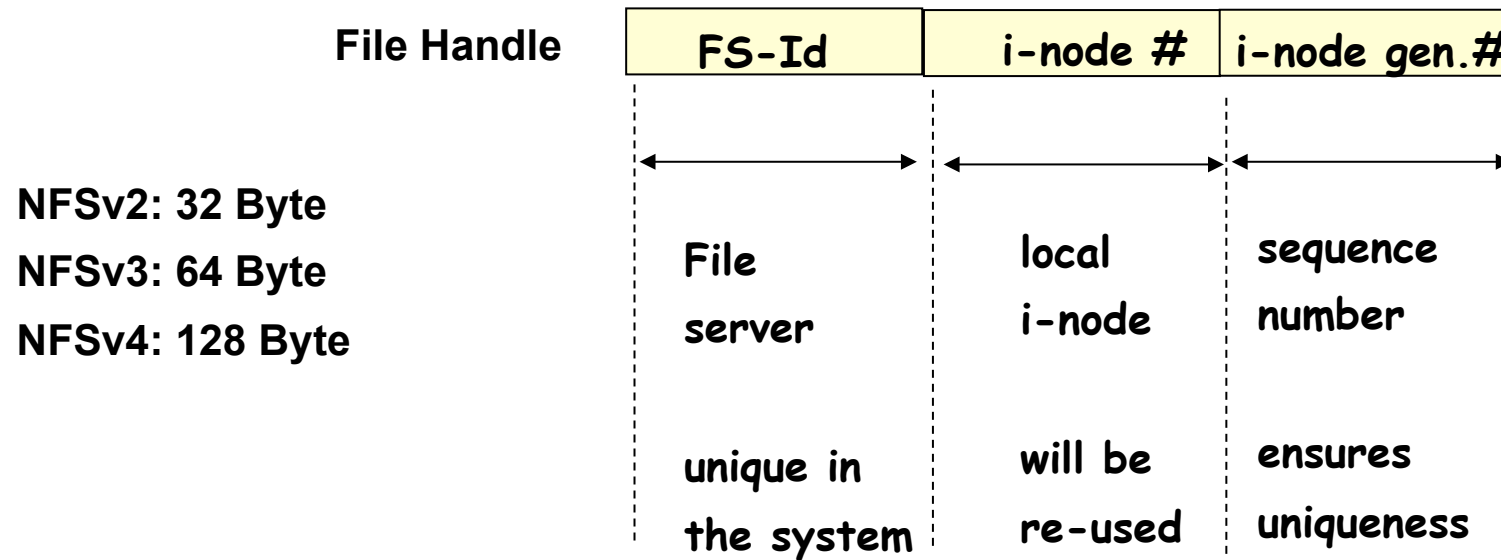 File Handle FS-Id i-node # i-node gen.#
NFSv2: 32 Byte
NFSv3: 64 Byte
NFSv4: 128 Byte
File
server
unique in
the system
local
i-node
will be
re-used
sequence
number
ensures
uniqueness